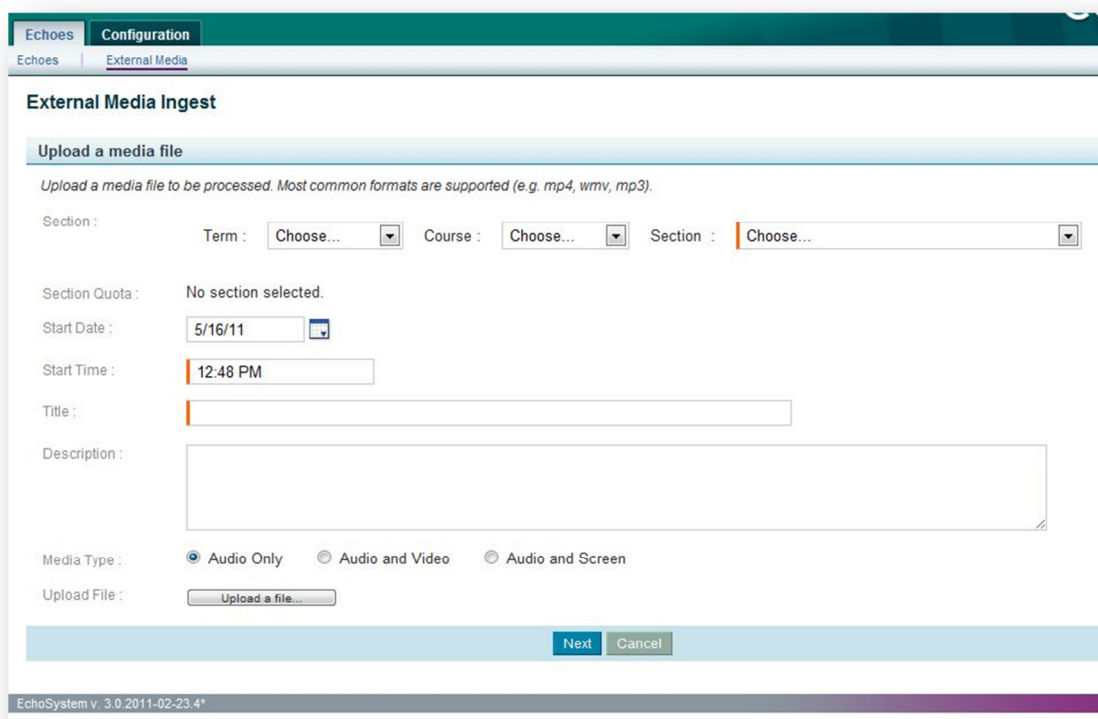 Echoes Configuration
Echoes External Media
External Media Ingest
Upload a media file
Upload a media file to be processed. Most common formats are supported (e.g. mp4, wmv, mp3).
Section :
Term : Choose... Course : Choose... Section : Choose...
Section Quota : No section selected.
Start Date : 5/16/11
Start Time : 12:48 PM
Title :
Description :
Media Type : Audio Only Audio and Video Audio and Screen
Upload File : Upload a file...
Next Cancel
EchoSystem v. 3.0.2011-02-23.4*